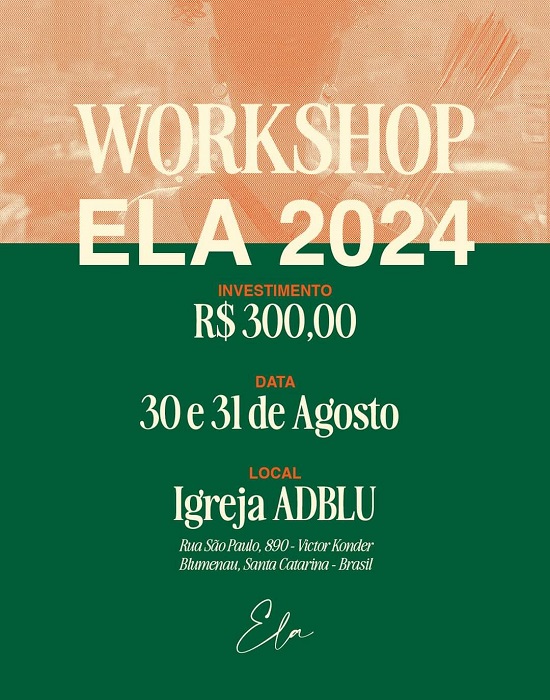 WORKSHOP
ELA 2024
INVESTIMENTO
R$ 300,00
DATA
30 e 31 de Agosto
LOCAL
Igreja ADBLU
Rua São Paulo, 890 - Victor Konder
Blumenau, Santa Catarina - Brasil
Ela